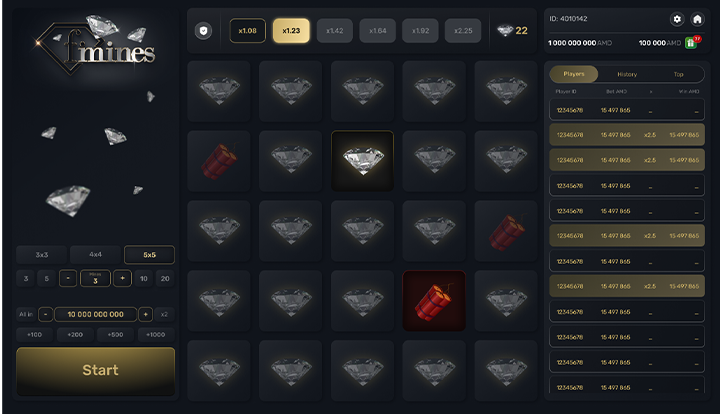 fmines
3x3 4x4 5x5
3 5 - Mines 3 + 10 20
All in - 10 000 000 000 + x2
+100 +200 +500 +1000
Start
x1.08 x1.23 x1.42 x1.64 x1.92 x2.25 22
ID: 4010142
1 000 000 000 AMD 100 000 AMD
Players History Top
Player ID Bet AMD x Win AMD
12345678 15 497 865 _ _
12345678 15 497 865 x2.5 15 497 865
12345678 15 497 865 x2.5 15 497 865
12345678 15 497 865 _ _
12345678 15 497 865 _ _
12345678 15 497 865 x2.5 15 497 865
12345678 15 497 865 _ _
12345678 15 497 865 x2.5 15 497 865
12345678 15 497 865 _ _
12345678 15 497 865 _ _
12345678 15 497 865 _ _
12345678 15 497 865 _ _